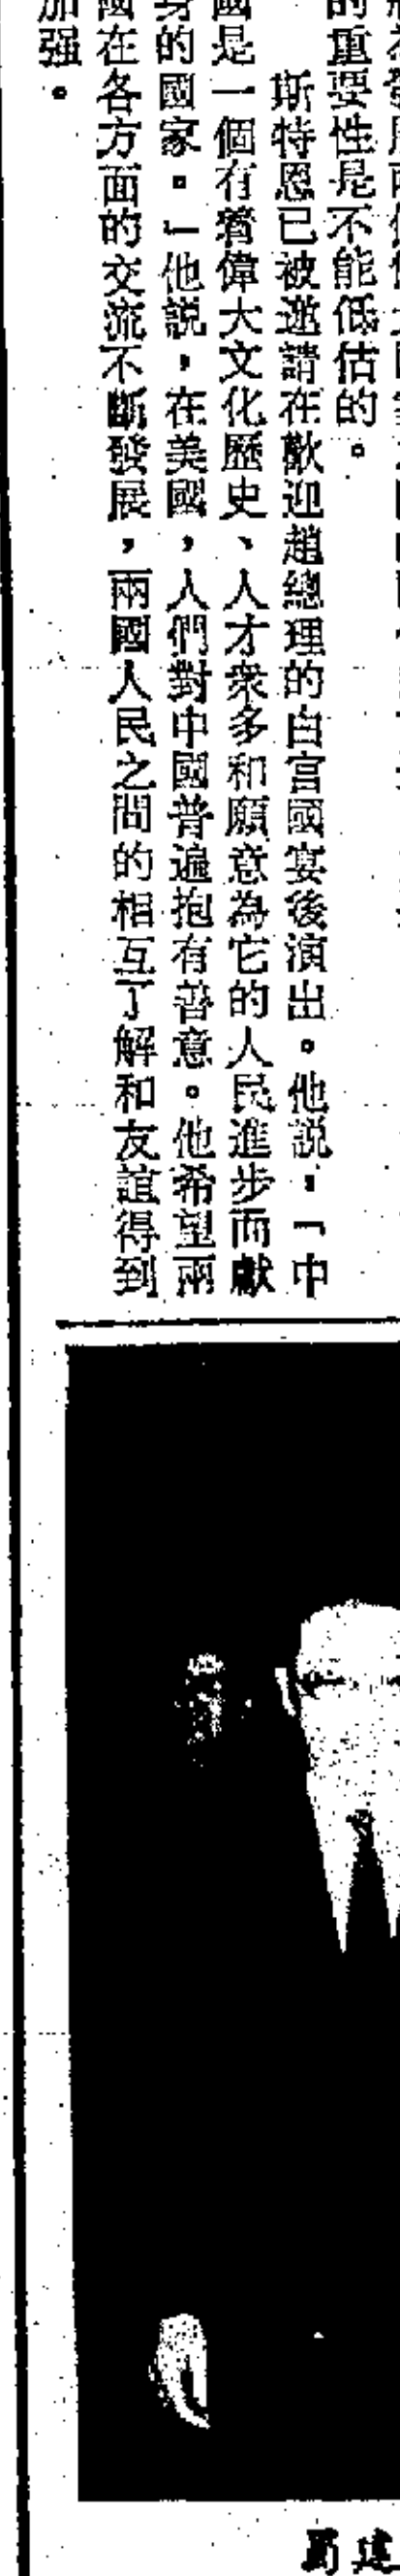 的重要性是不能低估的。
斯特恩已被邀請在歡迎趙總理的白宮國宴後演出。他説，「中
國是一個有着偉大文化歷史、人才衆多和願意為它的人民進步而獻
身的國家。」他説，在美國，人們對中國普遍抱有善意。他希望兩
國在各方面的交流不斷發展，兩國人民之間的相互了解和友誼得到
加强。